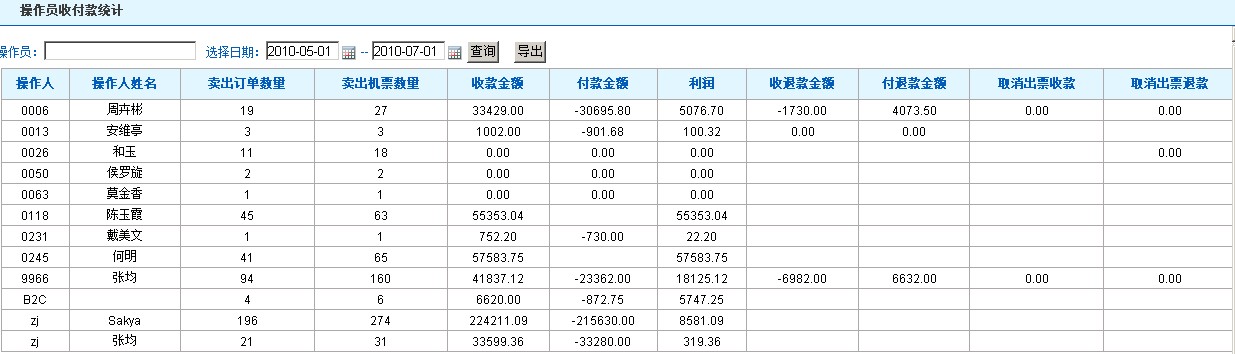 操作员收付款统计
操作员： 选择日期： 2010-05-01 -- 2010-07-01 查询 导出
操作人 操作人姓名 卖出订单数量 卖出机票数量 收款金额 付款金额 利润 收退款金额 付退款金额 取消出票收款 取消出票退款
0006 周卉彬 19 27 33429.00 -30695.80 5076.70 -1730.00 4073.50 0.00 0.00
0013 安维亭 3 3 1002.00 -901.68 100.32 0.00 0.00
0026 和玉 11 18 0.00 0.00 0.00 0.00
0050 侯罗旋 2 2 0.00 0.00 0.00
0063 莫金香 1 1 0.00 0.00 0.00
0118 陈玉霞 45 63 55353.04 55353.04
0231 戴美文 1 1 752.20 -730.00 22.20
0245 何明 41 65 57583.75 57583.75
9966 张均 94 160 41837.12 -23362.00 18125.12 -6982.00 6632.00 0.00 0.00
B2C 4 6 6620.00 -872.75 5747.25
zj Sakya 196 274 224211.09 -215630.00 8581.09
zj 张均 21 31 33599.36 -33280.00 319.36